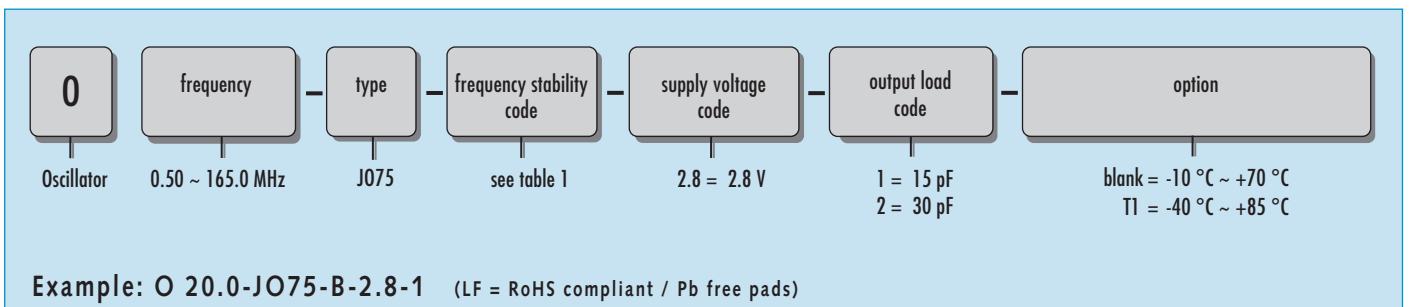 O
frequency
–
type
–
frequency stability
code
–
supply voltage
code
–
output load
code
–
option
Oscillator
0.50 ~ 165.0 MHz
JO75
see table 1
2.8 = 2.8 V
1 = 15 pF
2 = 30 pF
blank = -10 °C ~ +70 °C
T1 = -40 °C ~ +85 °C
Example: O 20.0-JO75-B-2.8-1 (LF = RoHS compliant / Pb free pads)